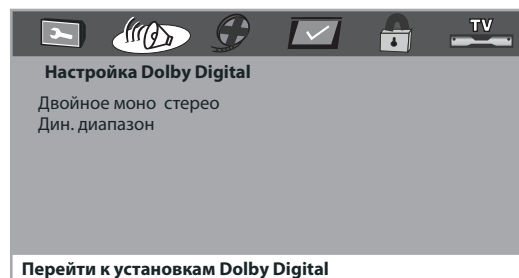 TV
Настройка Dolby Digital
Двойное моно стерео
Дин. диапазон
Перейти к установкам Dolby Digital